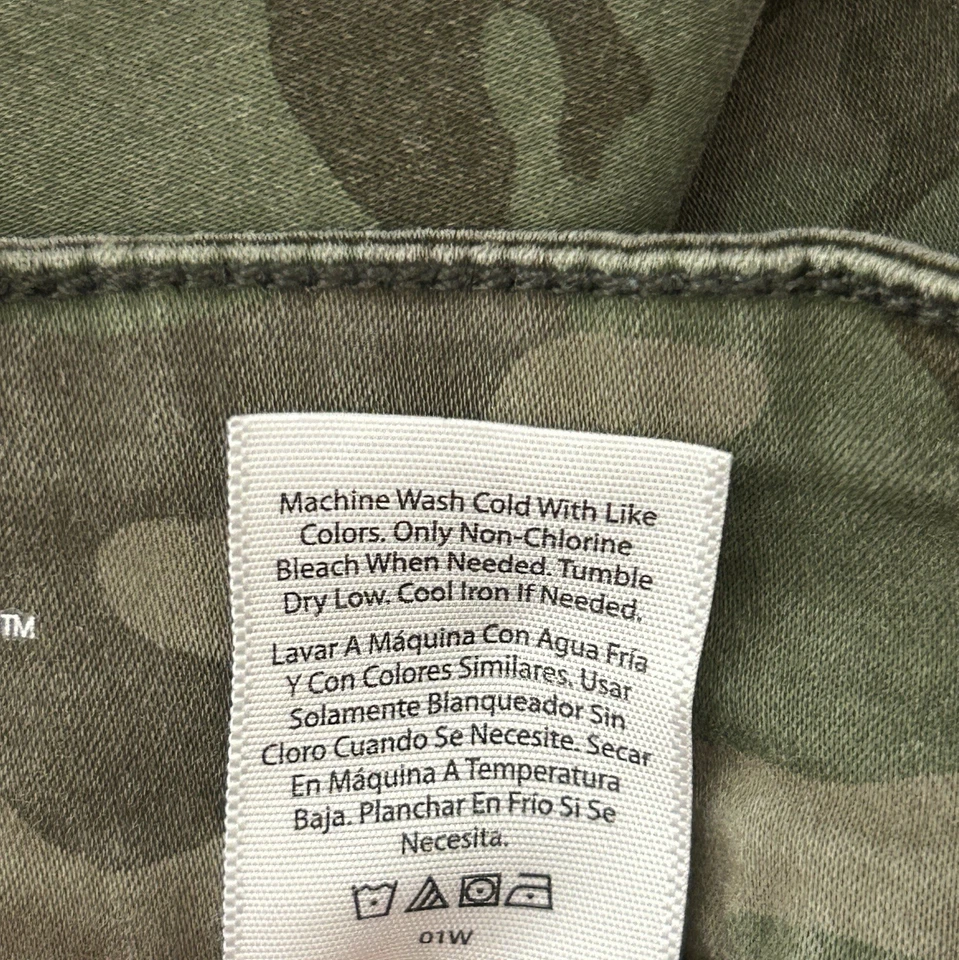 TM
Machine Wash Cold With Like
Colors. Only Non-Chlorine
Bleach When Needed. Tumble
Dry Low. Cool Iron If Needed.
Lavar A Máquina Con Agua Fría
Y Con Colores Similares. Usar
Solamente Blanqueador Sin
Cloro Cuando Se Necesite. Secar
En Máquina A Temperatura
Baja. Planchar En Frío Si Se
Necesita.
01W